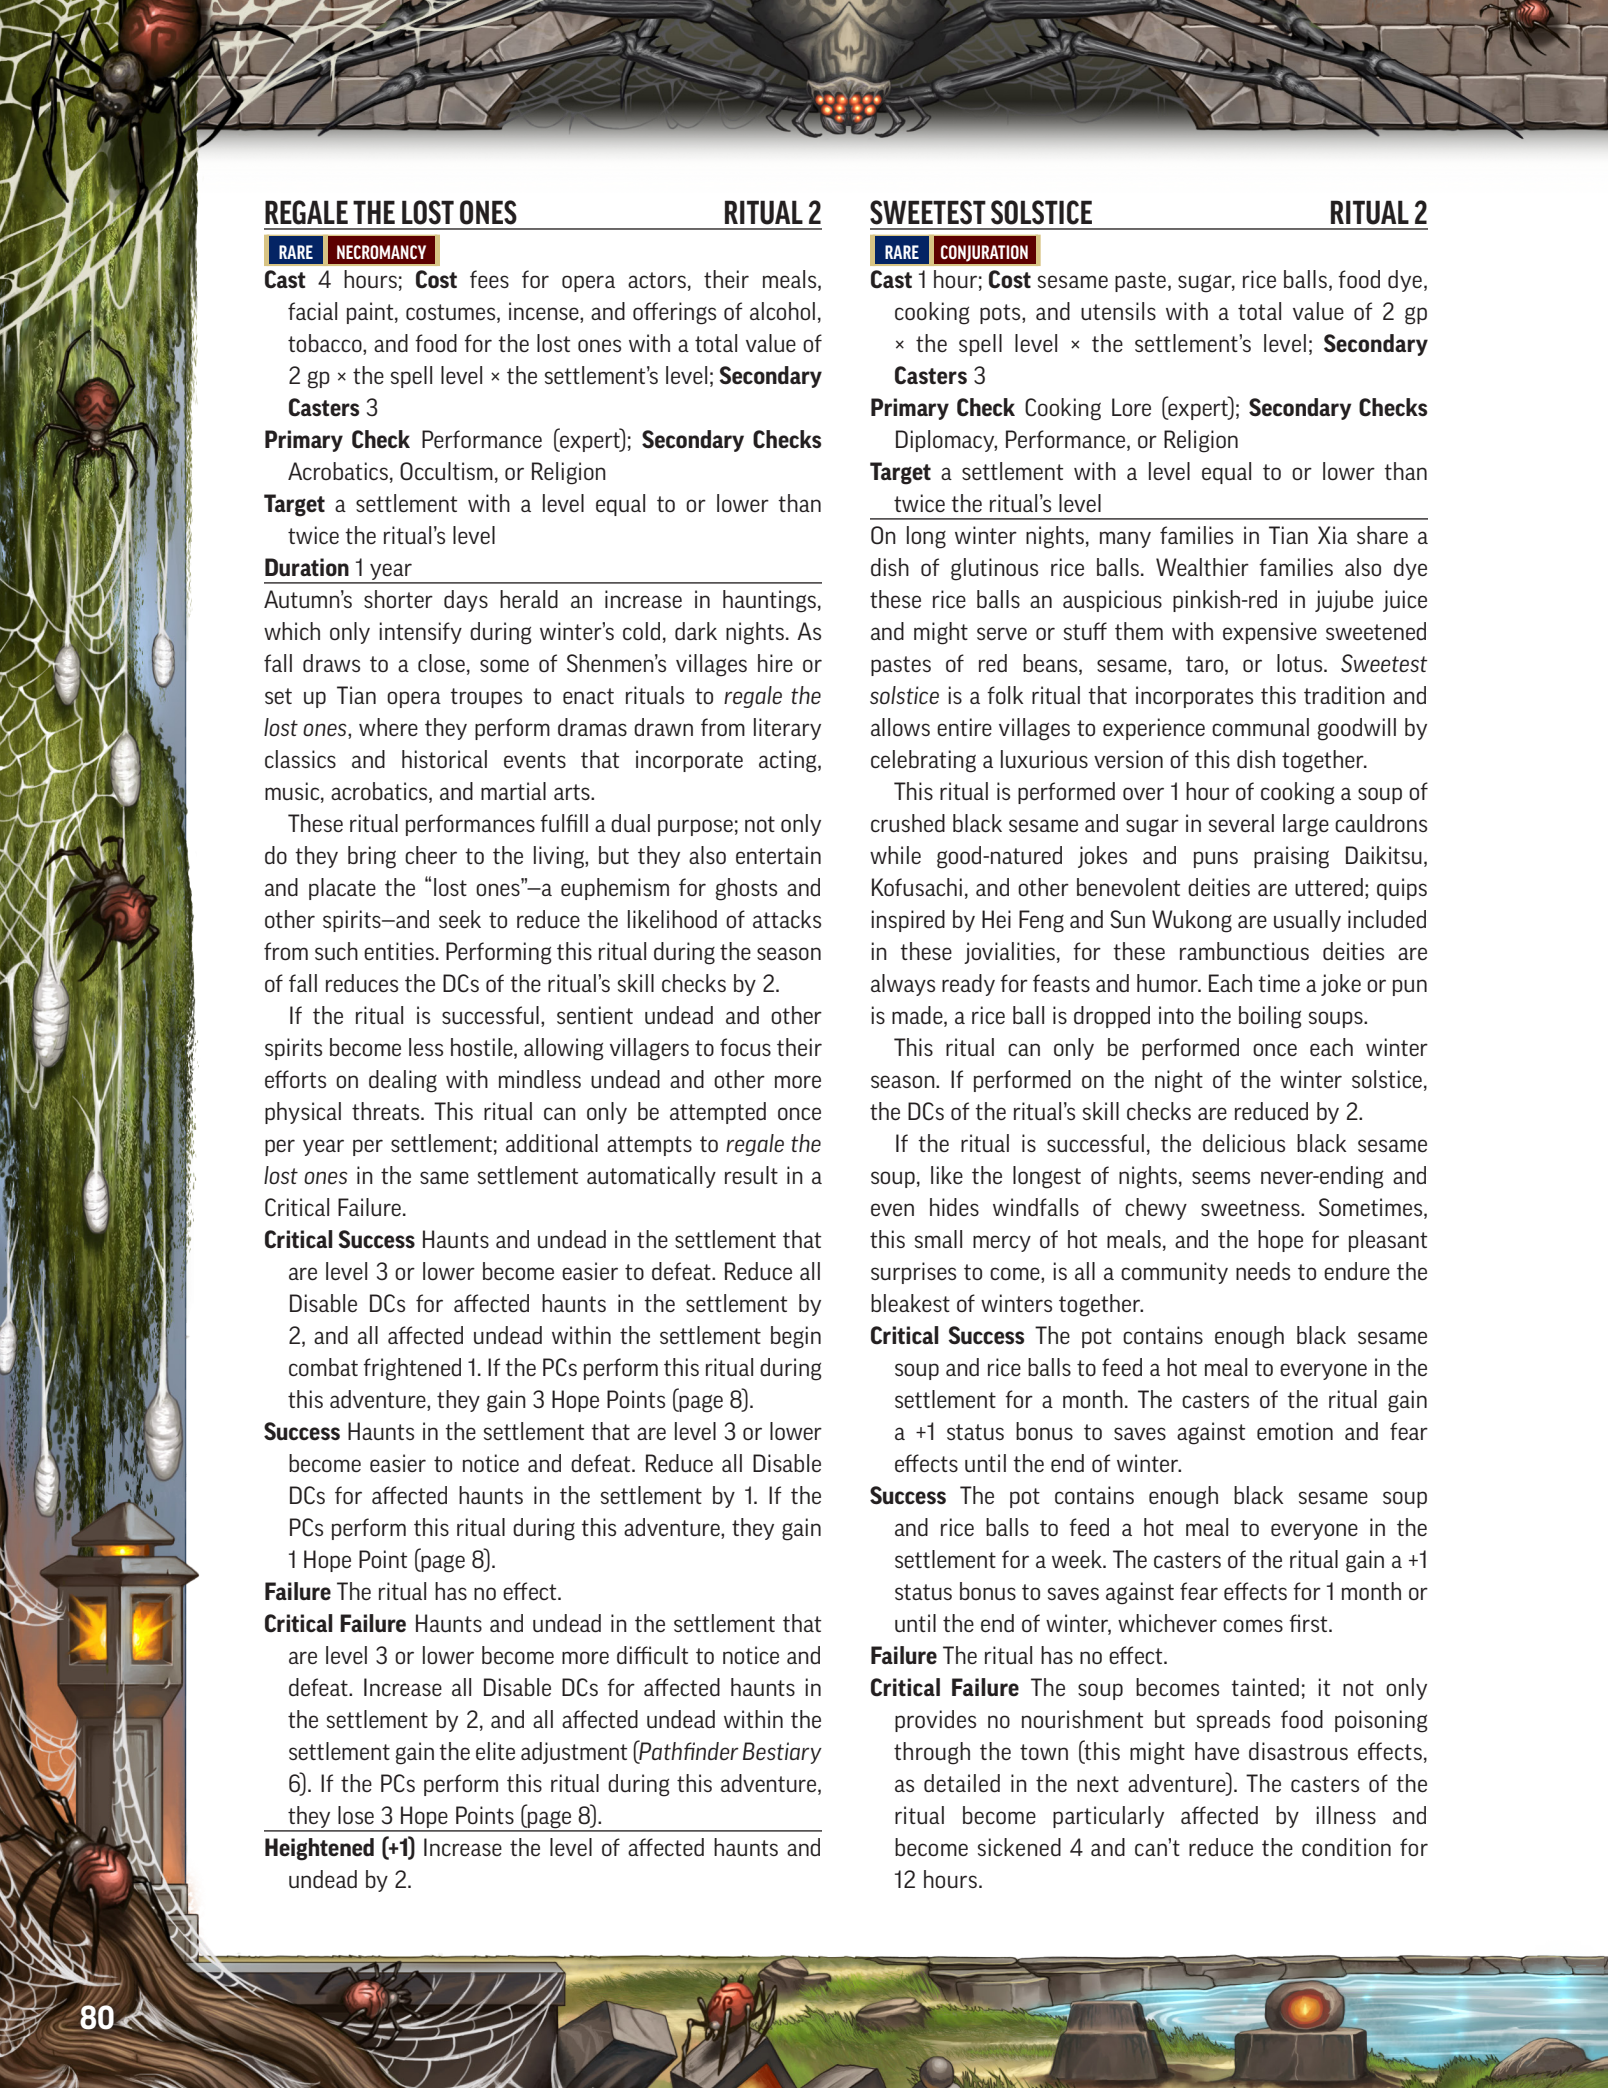 REGALE THE LOST ONES RITUAL 2
RARE NECROMANCY
Cast 4 hours; Cost fees for opera actors, their meals,
facial paint, costumes, incense, and offerings of alcohol,
tobacco, and food for the lost ones with a total value of
2 gp × the spell level × the settlement's level; Secondary
Casters 3
Primary Check Performance (expert); Secondary Checks
Acrobatics, Occultism, or Religion
Target a settlement with a level equal to or lower than
twice the ritual's level
Duration 1 year
Autumn's shorter days herald an increase in hauntings,
which only intensify during winter's cold, dark nights. As
fall draws to a close, some of Shenmen's villages hire or
set up Tian opera troupes to enact rituals to regale the
lost ones, where they perform dramas drawn from literary
classics and historical events that incorporate acting,
music, acrobatics, and martial arts.
These ritual performances fulfill a dual purpose; not only
do they bring cheer to the living, but they also entertain
and placate the “lost ones”—a euphemism for ghosts and
other spirits—and seek to reduce the likelihood of attacks
from such entities. Performing this ritual during the season
of fall reduces the DCs of the ritual's skill checks by 2.
If the ritual is successful, sentient undead and other
spirits become less hostile, allowing villagers to focus their
efforts on dealing with mindless undead and other more
physical threats. This ritual can only be attempted once
per year per settlement; additional attempts to regale the
lost ones in the same settlement automatically result in a
Critical Failure.
Critical Success Haunts and undead in the settlement that
are level 3 or lower become easier to defeat. Reduce all
Disable DCs for affected haunts in the settlement by
2, and all affected undead within the settlement begin
combat frightened 1. If the PCs perform this ritual during
this adventure, they gain 3 Hope Points (page 8).
Success Haunts in the settlement that are level 3 or lower
become easier to notice and defeat. Reduce all Disable
DCs for affected haunts in the settlement by 1. If the
PCs perform this ritual during this adventure, they gain
1 Hope Point (page 8).
Failure The ritual has no effect.
Critical Failure Haunts and undead in the settlement that
are level 3 or lower become more difficult to notice and
defeat. Increase all Disable DCs for affected haunts in
the settlement by 2, and all affected undead within the
settlement gain the elite adjustment (Pathfinder Bestiary
6). If the PCs perform this ritual during this adventure,
they lose 3 Hope Points (page 8).
Heightened (+1) Increase the level of affected haunts and
undead by 2.
SWEETEST SOLSTICE RITUAL 2
RARE CONJURATION
Cast 1 hour; Cost sesame paste, sugar, rice balls, food dye,
cooking pots, and utensils with a total value of 2 gp
× the spell level × the settlement's level; Secondary
Casters 3
Primary Check Cooking Lore (expert); Secondary Checks
Diplomacy, Performance, or Religion
Target a settlement with a level equal to or lower than
twice the ritual's level
On long winter nights, many families in Tian Xia share a
dish of glutinous rice balls. Wealthier families also dye
these rice balls an auspicious pinkish-red in jujube juice
and might serve or stuff them with expensive sweetened
pastes of red beans, sesame, taro, or lotus. Sweetest
solstice is a folk ritual that incorporates this tradition and
allows entire villages to experience communal goodwill by
celebrating a luxurious version of this dish together.
This ritual is performed over 1 hour of cooking a soup of
crushed black sesame and sugar in several large cauldrons
while good-natured jokes and puns praising Daikitsu,
Kofusachi, and other benevolent deities are uttered; quips
inspired by Hei Feng and Sun Wukong are usually included
in these jovialities, for these rambunctious deities are
always ready for feasts and humor. Each time a joke or pun
is made, a rice ball is dropped into the boiling soups.
This ritual can only be performed once each winter
season. If performed on the night of the winter solstice,
the DCs of the ritual's skill checks are reduced by 2.
If the ritual is successful, the delicious black sesame
soup, like the longest of nights, seems never-ending and
even hides windfalls of chewy sweetness. Sometimes,
this small mercy of hot meals, and the hope for pleasant
surprises to come, is all a community needs to endure the
bleakest of winters together.
Critical Success The pot contains enough black sesame
soup and rice balls to feed a hot meal to everyone in the
settlement for a month. The casters of the ritual gain
a +1 status bonus to saves against emotion and fear
effects until the end of winter.
Success The pot contains enough black sesame soup
and rice balls to feed a hot meal to everyone in the
settlement for a week. The casters of the ritual gain a +1
status bonus to saves against fear effects for 1 month or
until the end of winter, whichever comes first.
Failure The ritual has no effect.
Critical Failure The soup becomes tainted; it not only
provides no nourishment but spreads food poisoning
through the town (this might have disastrous effects,
as detailed in the next adventure). The casters of the
ritual become particularly affected by illness and
become sickened 4 and can't reduce the condition for
12 hours.
80